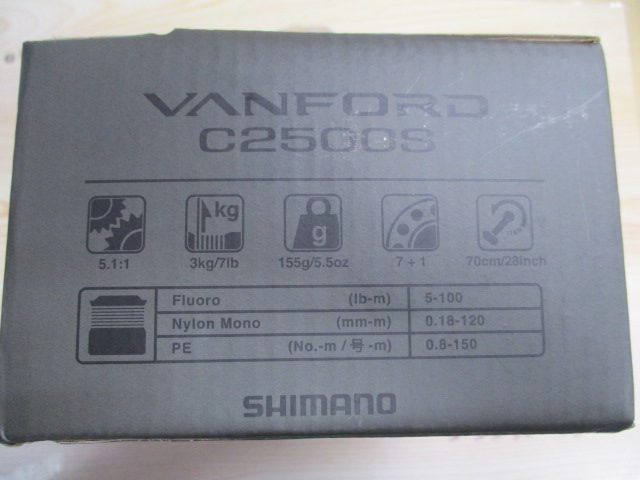 VANFORD
C2500S
kg
g
5.1:1
3kg/7lb
155g/5.5oz
7 + 1
70cm/28inch
Fluoro (lb-m) 5-100
Nylon Mono (mm-m) 0.18-120
PE (No.-m / 号 -m) 0.8-150
SHIMANO